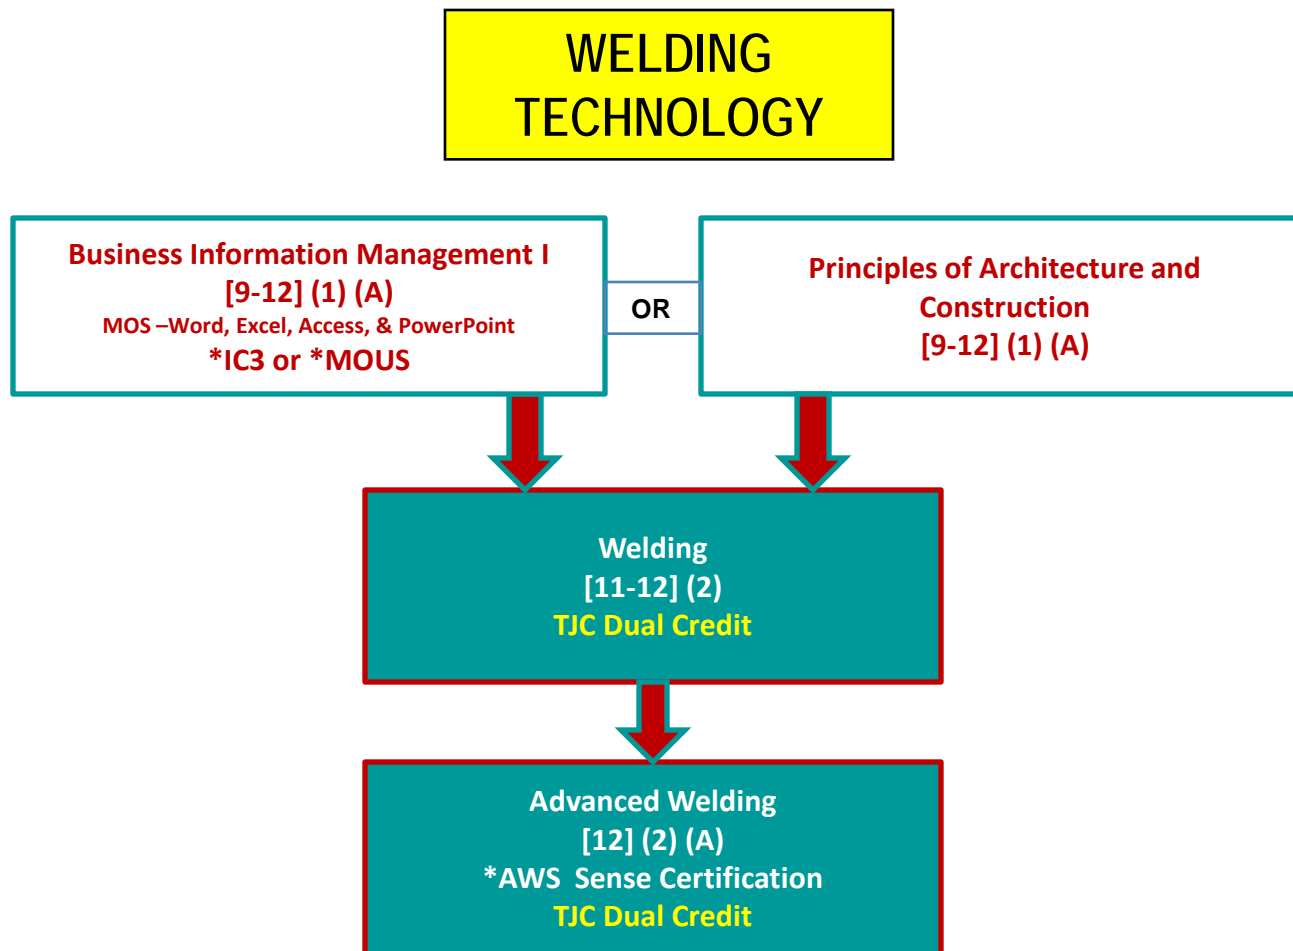 WELDING
TECHNOLOGY
Business Information Management I
[9-12] (1) (A)
MOS –Word, Excel, Access, & PowerPoint
*IC3 or *MOUS
OR
Principles of Architecture and
Construction
[9-12] (1) (A)
Welding
[11-12] (2)
TJC Dual Credit
Advanced Welding
[12] (2) (A)
*AWS  Sense Certification
TJC Dual Credit